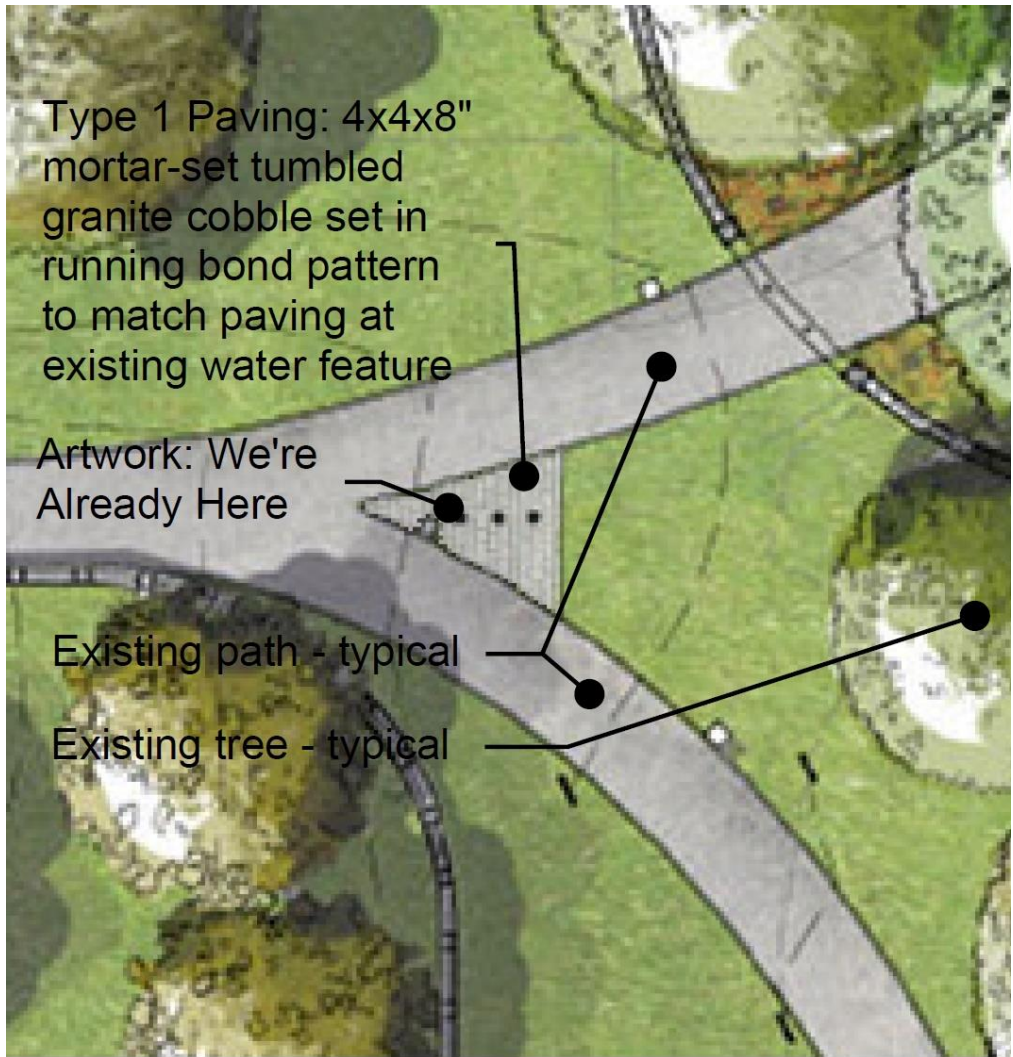 Type 1 Paving: 4x4x8"
mortar-set tumbled
granite cobble set in
running bond pattern
to match paving at
existing water feature
Artwork: We're
Already Here
Existing path - typical
Existing tree - typical